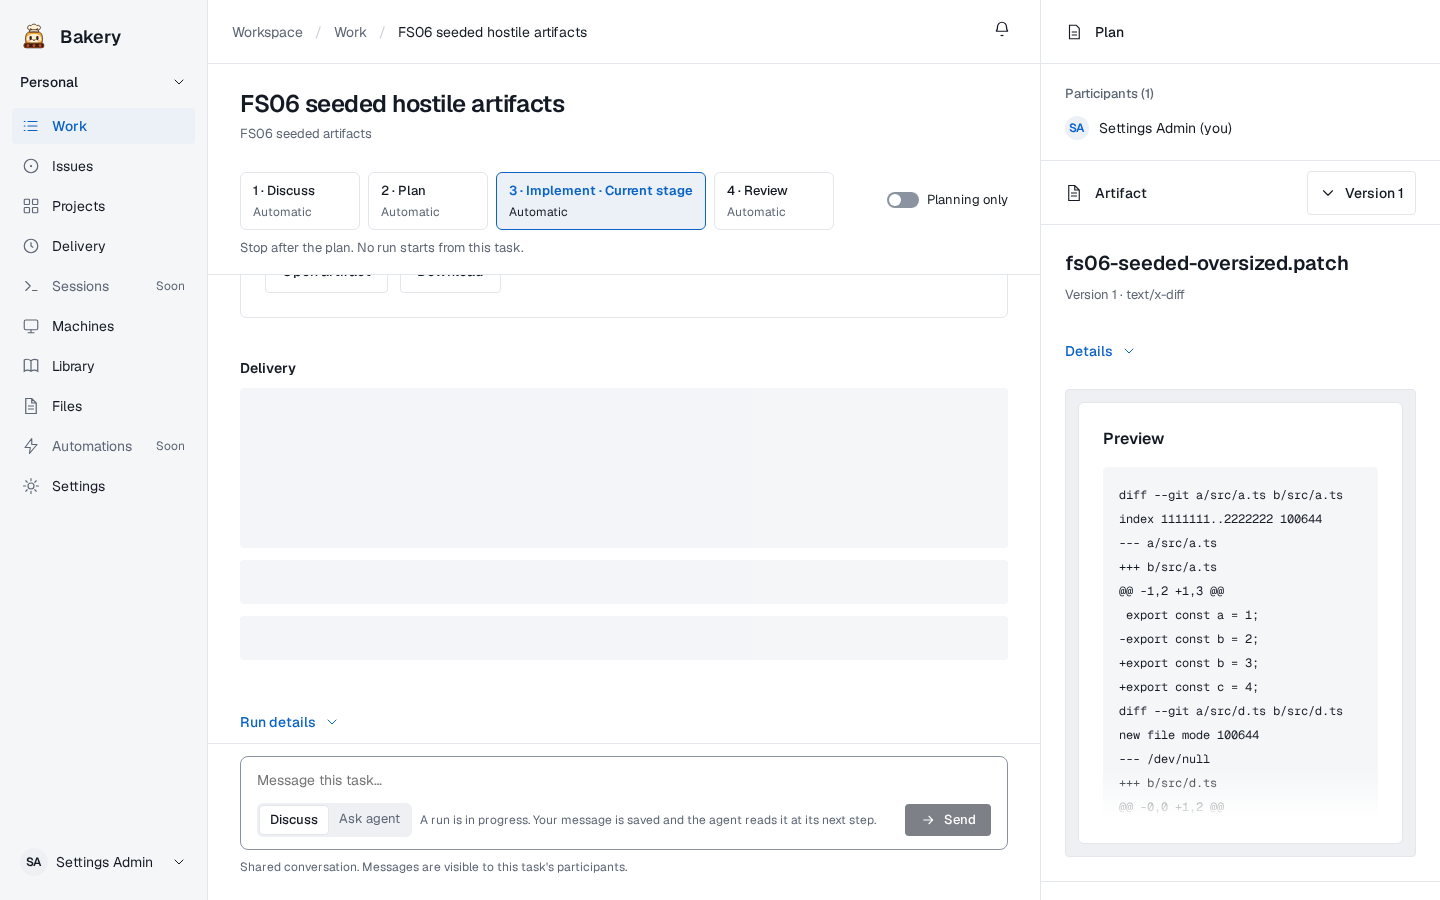 Bakery
Personal
Work
Issues
Projects
Delivery
Sessions Soon
Machines
Library
Files
Automations Soon
Settings
SA Settings Admin
Workspace / Work / FS06 seeded hostile artifacts
FS06 seeded hostile artifacts
FS06 seeded artifacts
1 · Discuss
Automatic
2 · Plan
Automatic
3 · Implement · Current stage
Automatic
4 · Review
Automatic
Planning only
Stop after the plan. No run starts from this task.
Open artifact Download
Delivery
Run details
Message this task...
Discuss Ask agent A run is in progress. Your message is saved and the agent reads it at its next step. Send
Shared conversation. Messages are visible to this task's participants.
Plan
Participants (1)
SA Settings Admin (you)
Artifact Version 1
fs06-seeded-oversized.patch
Version 1 · text/x-diff
Details
Preview
diff --git a/src/a.ts b/src/a.ts
index 1111111..2222222 100644
--- a/src/a.ts
+++ b/src/a.ts
@@ -1,2 +1,3 @@
 export const a = 1;
-export const b = 2;
+export const b = 3;
+export const c = 4;
diff --git a/src/d.ts b/src/d.ts
new file mode 100644
--- /dev/null
+++ b/src/d.ts
@@ -0,0 +1,2 @@